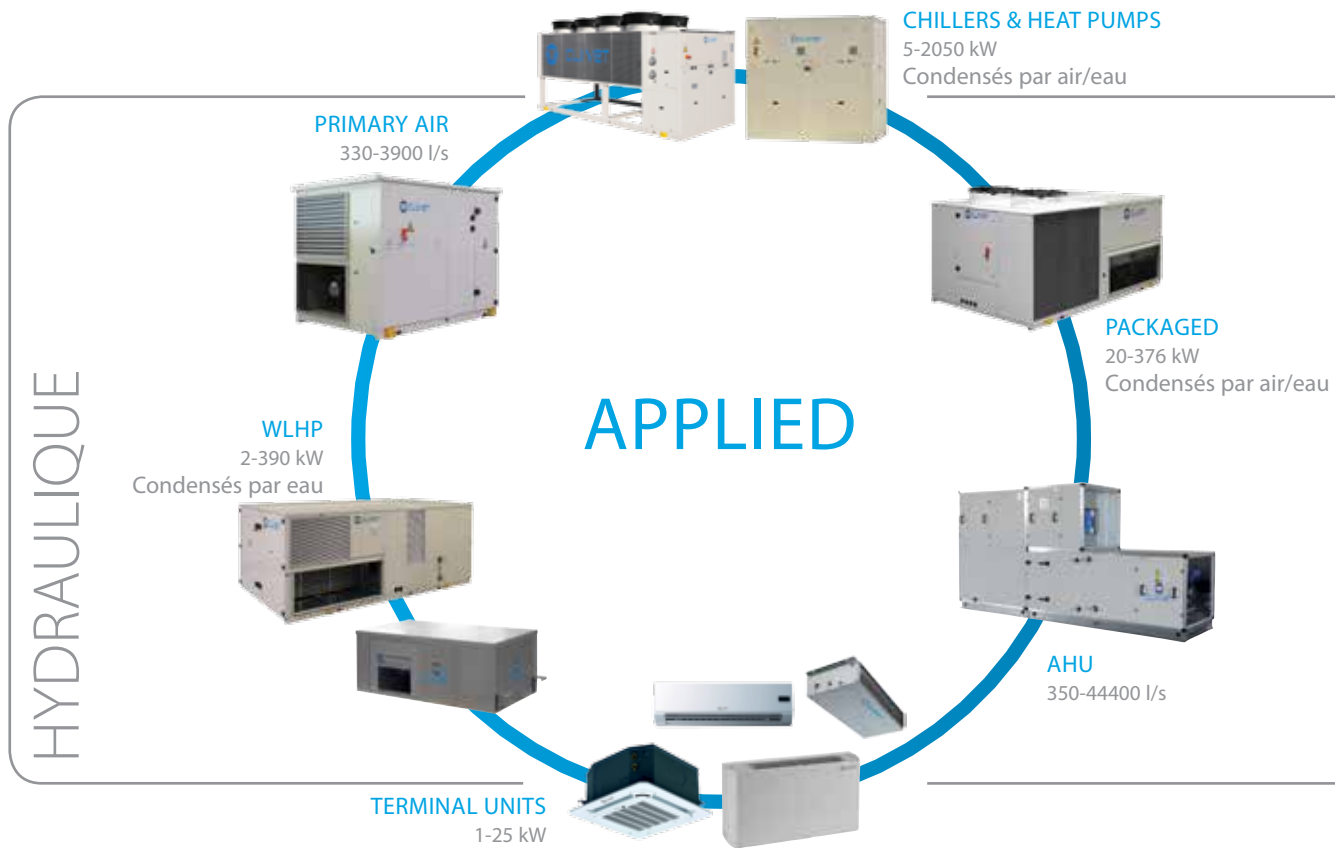 CHILLERS & HEAT PUMPS
5-2050 kW
Condensés par air/eau
PRIMARY AIR
330-3900 l/s
PACKAGED
20-376 kW
Condensés par air/eau
HYDRAULIQUE
APPLIED
WLHP
2-390 kW
Condensés par eau
AHU
350-44400 l/s
TERMINAL UNITS
1-25 kW